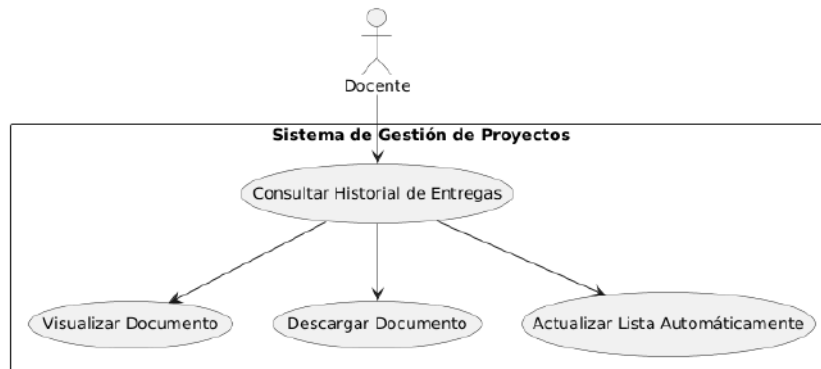 Docente
Sistema de Gestión de Proyectos
Consultar Historial de Entregas
Visualizar Documento
Descargar Documento
Actualizar Lista Automáticamente